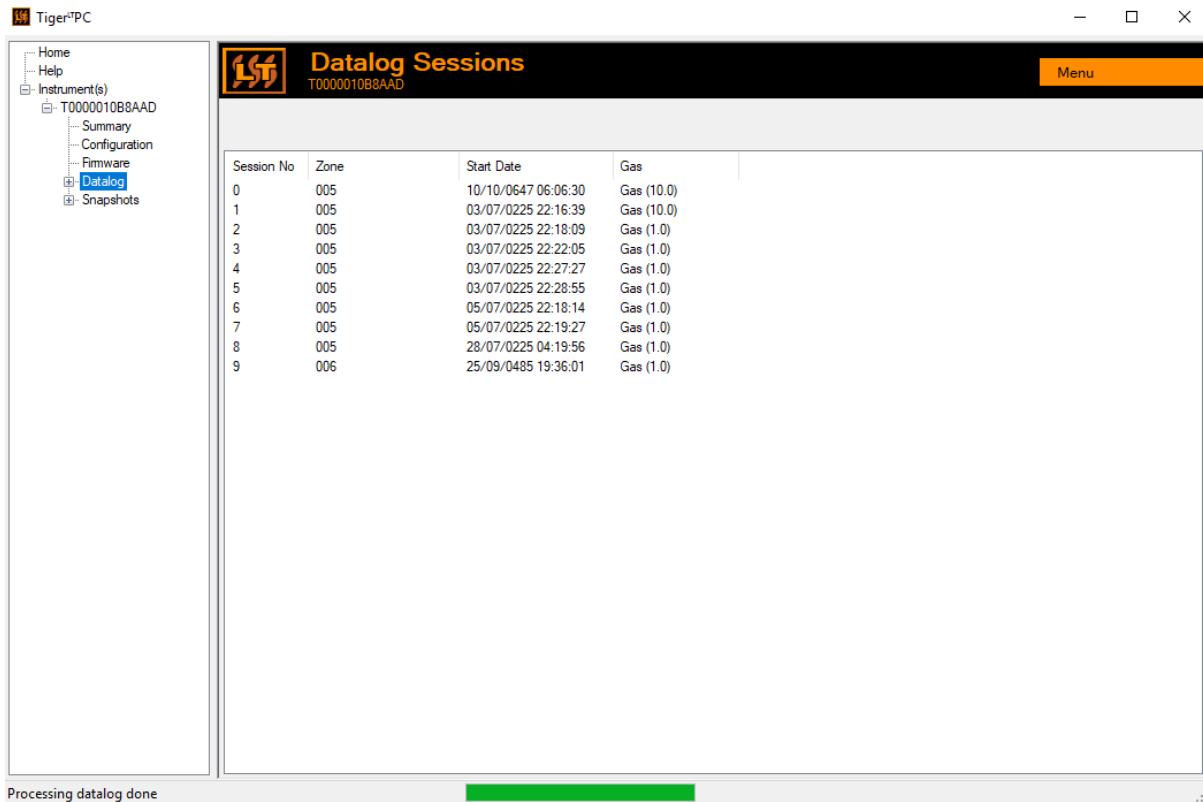 TigerᴸᵀPC
Home
Help
Instrument(s)
T0000010B8AAD
Summary
Configuration
Firmware
Datalog
Snapshots
Datalog Sessions
T0000010B8AAD
Menu
Session No Zone Start Date Gas
0 005 10/10/0647 06:06:30 Gas (10.0)
1 005 03/07/0225 22:16:39 Gas (10.0)
2 005 03/07/0225 22:18:09 Gas (1.0)
3 005 03/07/0225 22:22:05 Gas (1.0)
4 005 03/07/0225 22:27:27 Gas (1.0)
5 005 03/07/0225 22:28:55 Gas (1.0)
6 005 05/07/0225 22:18:14 Gas (1.0)
7 005 05/07/0225 22:19:27 Gas (1.0)
8 005 28/07/0225 04:19:56 Gas (1.0)
9 006 25/09/0485 19:36:01 Gas (1.0)
Processing datalog done